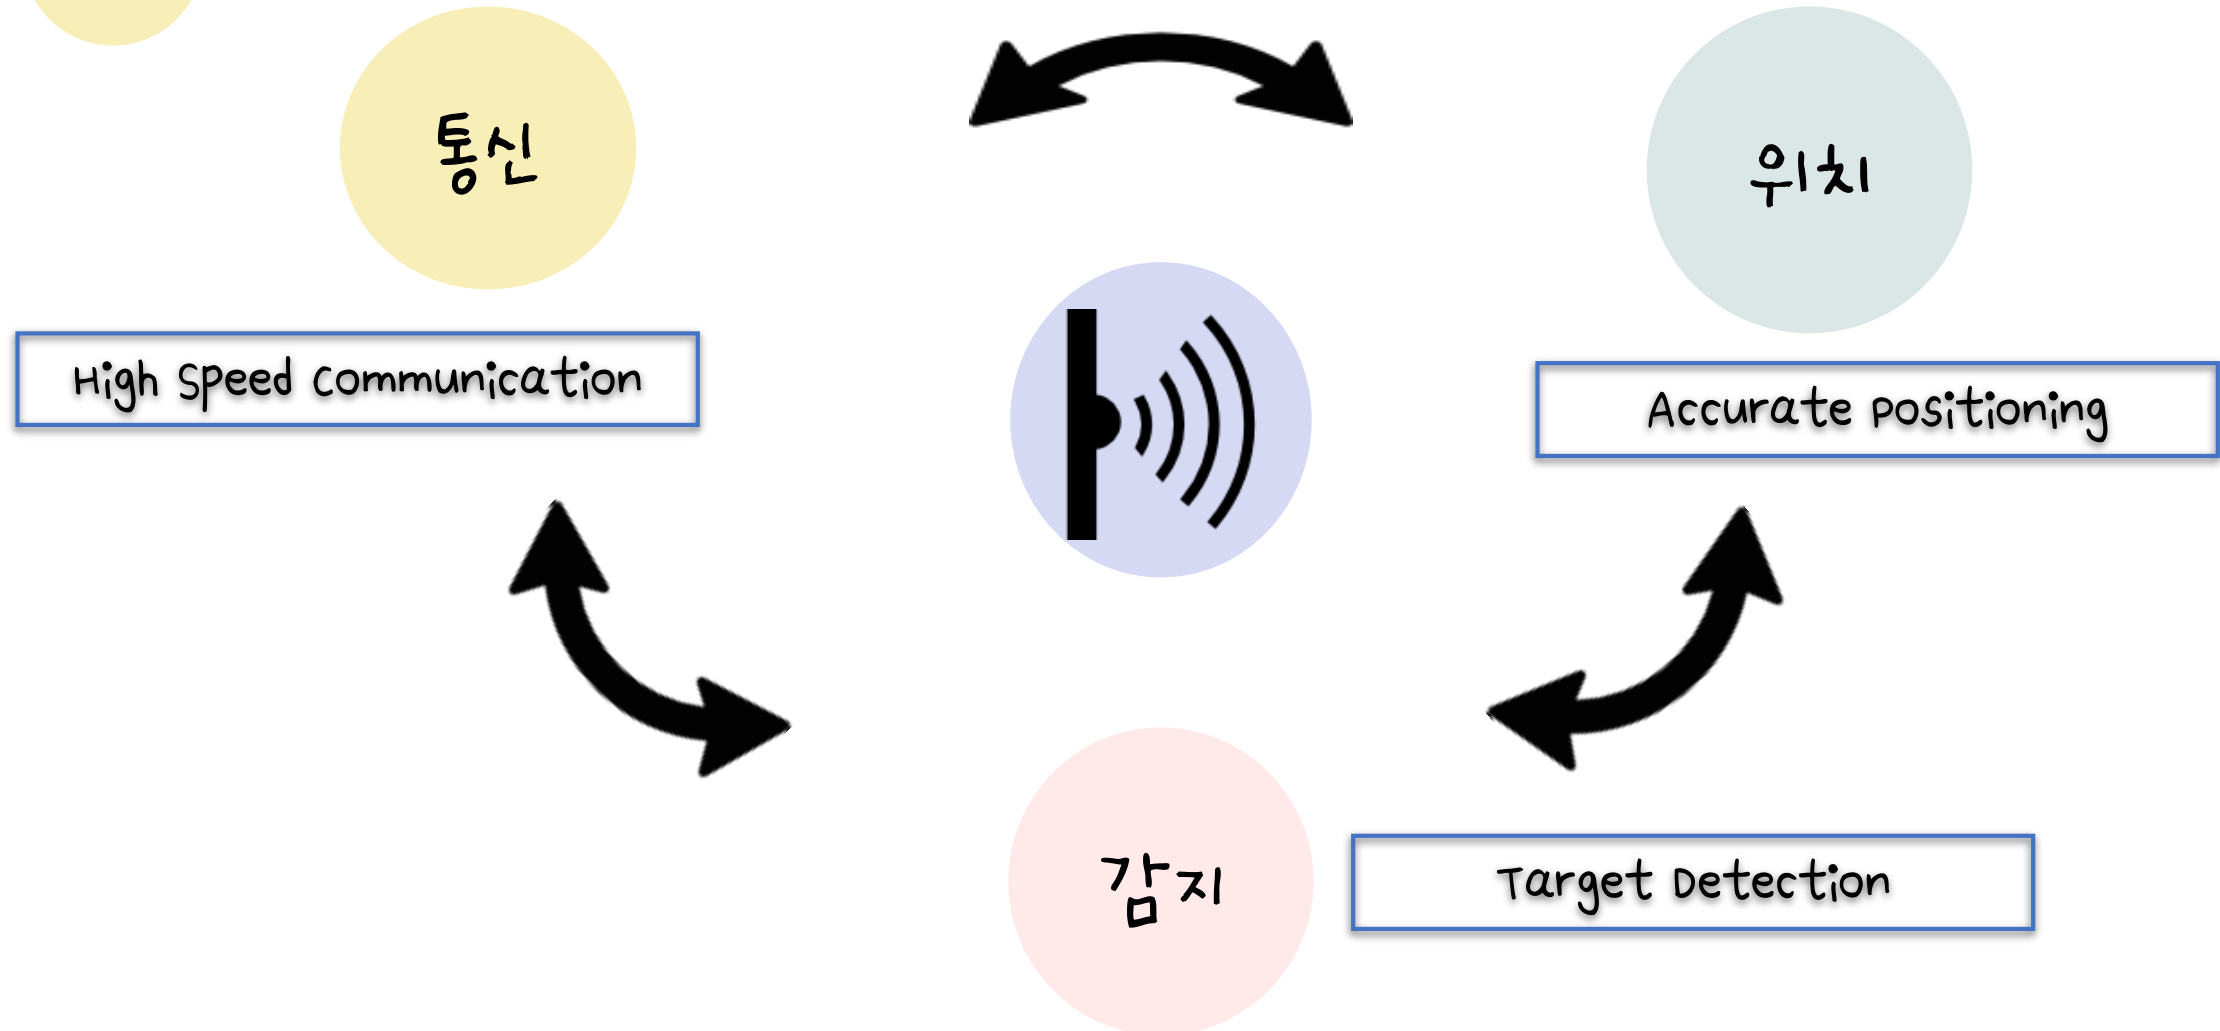 통신
위치
High Speed Communication
Accurate Positioning
감지
Target Detection